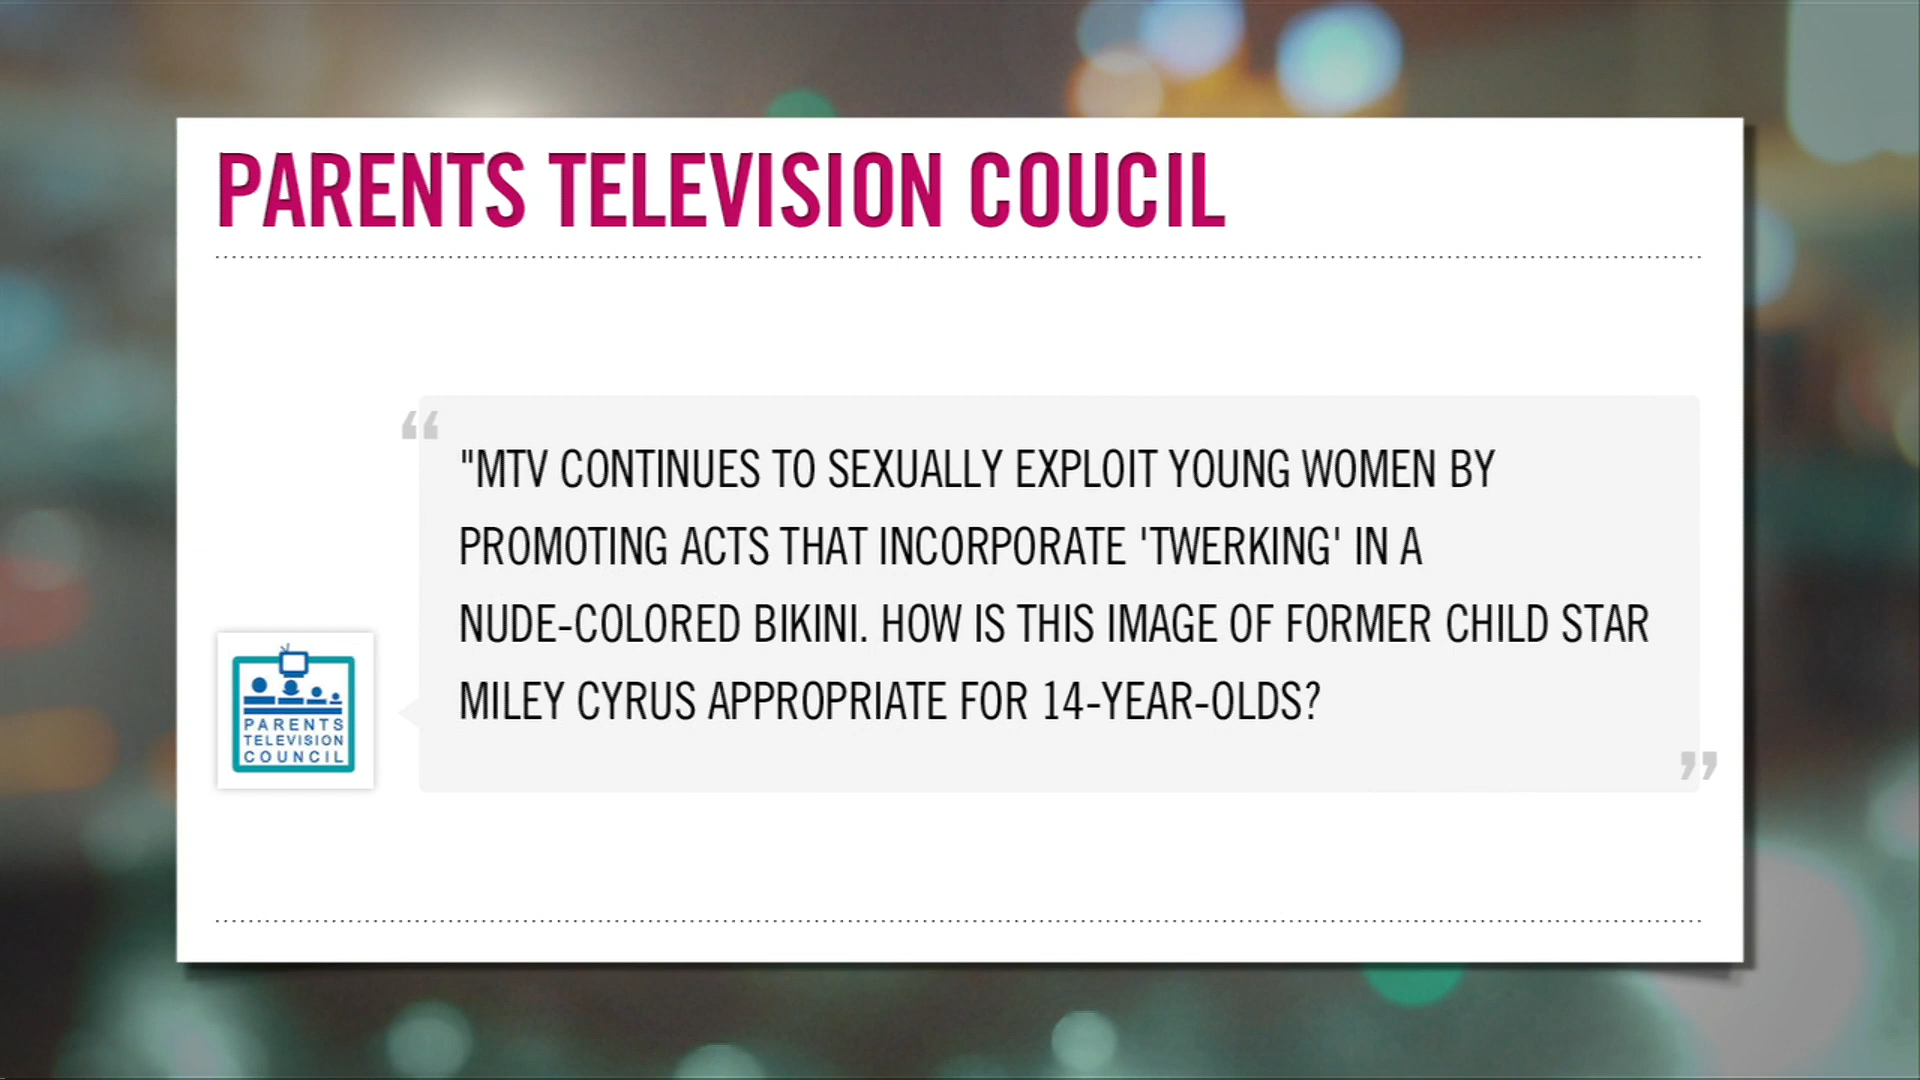 PARENTS TELEVISION COUCIL
“
"MTV CONTINUES TO SEXUALLY EXPLOIT YOUNG WOMEN BY
PROMOTING ACTS THAT INCORPORATE 'TWERKING' IN A
NUDE-COLORED BIKINI. HOW IS THIS IMAGE OF FORMER CHILD STAR
MILEY CYRUS APPROPRIATE FOR 14-YEAR-OLDS?
”
PARENTS
TELEVISION
COUNCIL